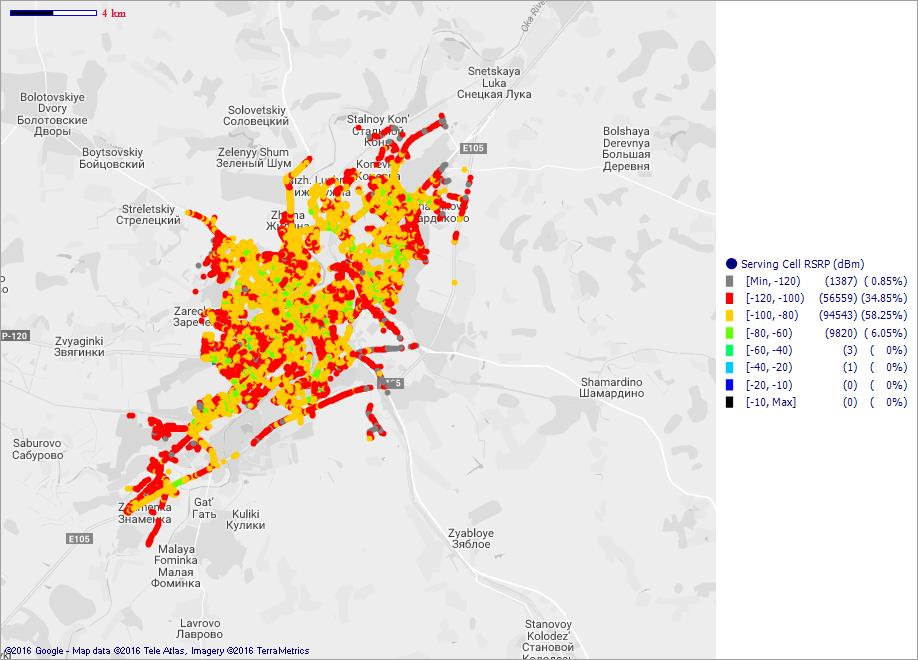 4 km
Oka River
Snetskaya
Luka
Снецкая Лука
Bolotovskiye
Dvory
Болотовские
Дворы
Solovetskiy
Соловецкий
Stalnoy Kon'
Стальной
Конь
Bolshaya
Derevnya
Большая
Деревня
E105
Boytsovskiy
Бойцовский
Zelenyy Shum
Зеленый Шум
Streletskiy
Стрелецкий
Serving Cell RSRP (dBm)
[Min, -120) (1387) ( 0.85%)
[-120, -100) (56559) (34.85%)
[-100, -80) (94543) (58.25%)
[-80, -60) (9820) ( 6.05%)
[-60, -40) (3) ( 0%)
[-40, -20) (1) ( 0%)
[-20, -10) (0) ( 0%)
[-10, Max] (0) ( 0%)
P-120
Zvyaginki
Звягинки
Shamardino
Шамардино
Saburovo
Сабурово
Знаменка
Gat'
Гать
Kuliki
Кулики
E105
Zyabloye
Зяблое
Malaya
Fominka
Малая
Фоминка
Lavrovo
Лаврово
Stanovoy
Kolodez'
Становой
Колодезь
©2016 Google - Map data ©2016 Tele Atlas, Imagery ©2016 TerraMetrics